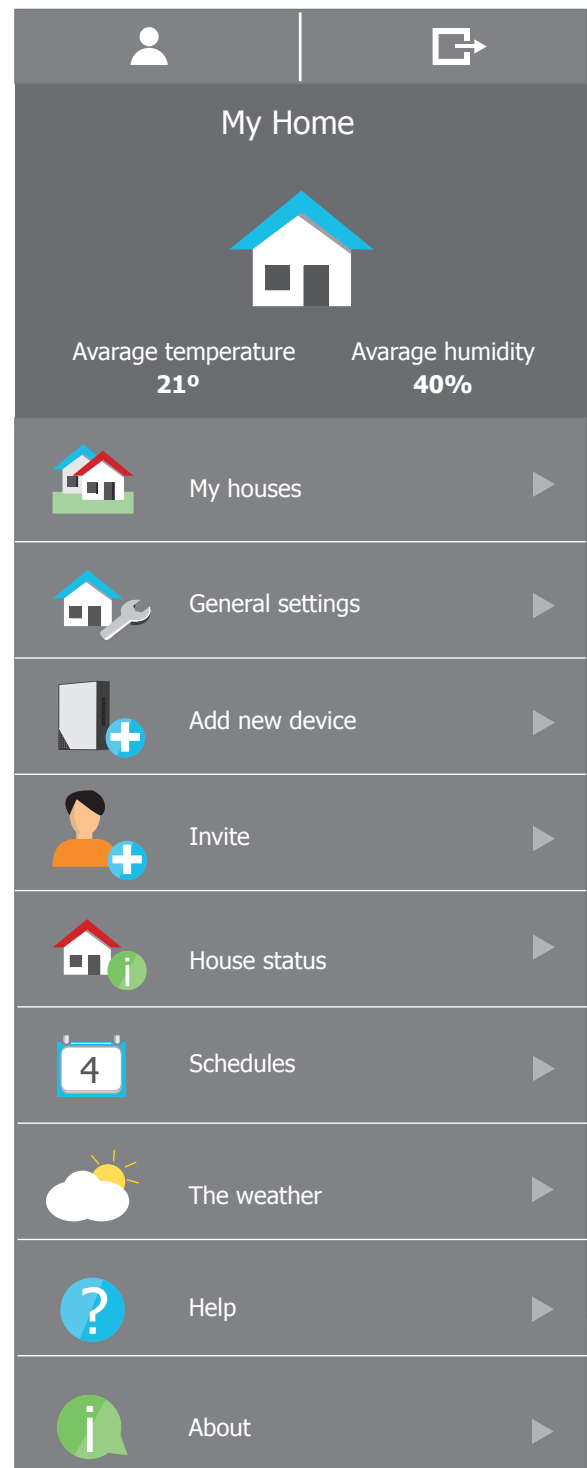 My Home
Avarage temperature
21º
Avarage humidity
40%
My houses
General settings
Add new device
Invite
i
House status
4
Schedules
The weather
?
Help
i
About